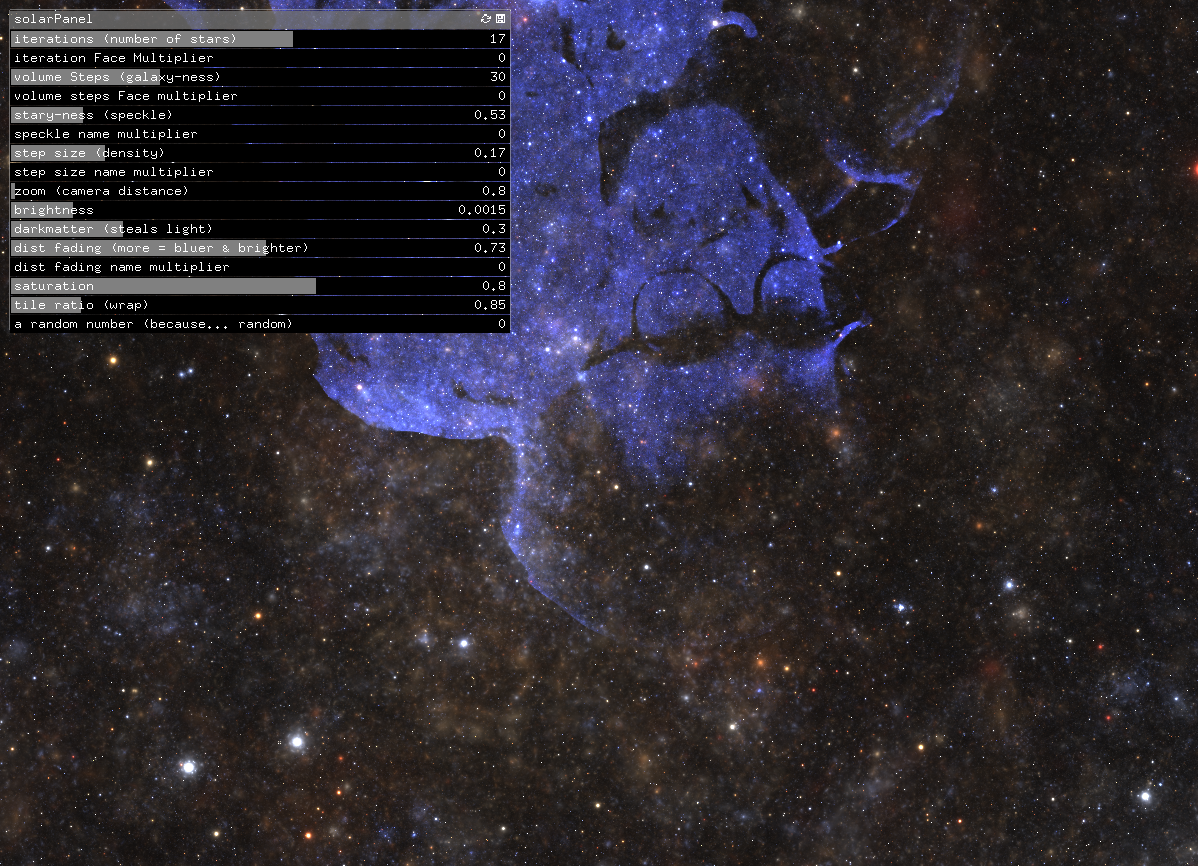 solarPanel
iterations (number of stars) 17
iteration Face Multiplier 0
volume Steps (galaxy-ness) 30
volume steps Face multiplier 0
stary-ness (speckle) 0.53
speckle name multiplier 0
step size (density) 0.17
step size name multiplier 0
zoom (camera distance) 0.8
brightness 0.0015
darkmatter (steals light) 0.3
dist fading (more = bluer & brighter) 0.73
dist fading name multiplier 0
saturation 0.8
tile ratio (wrap) 0.85
a random number (because... random) 0